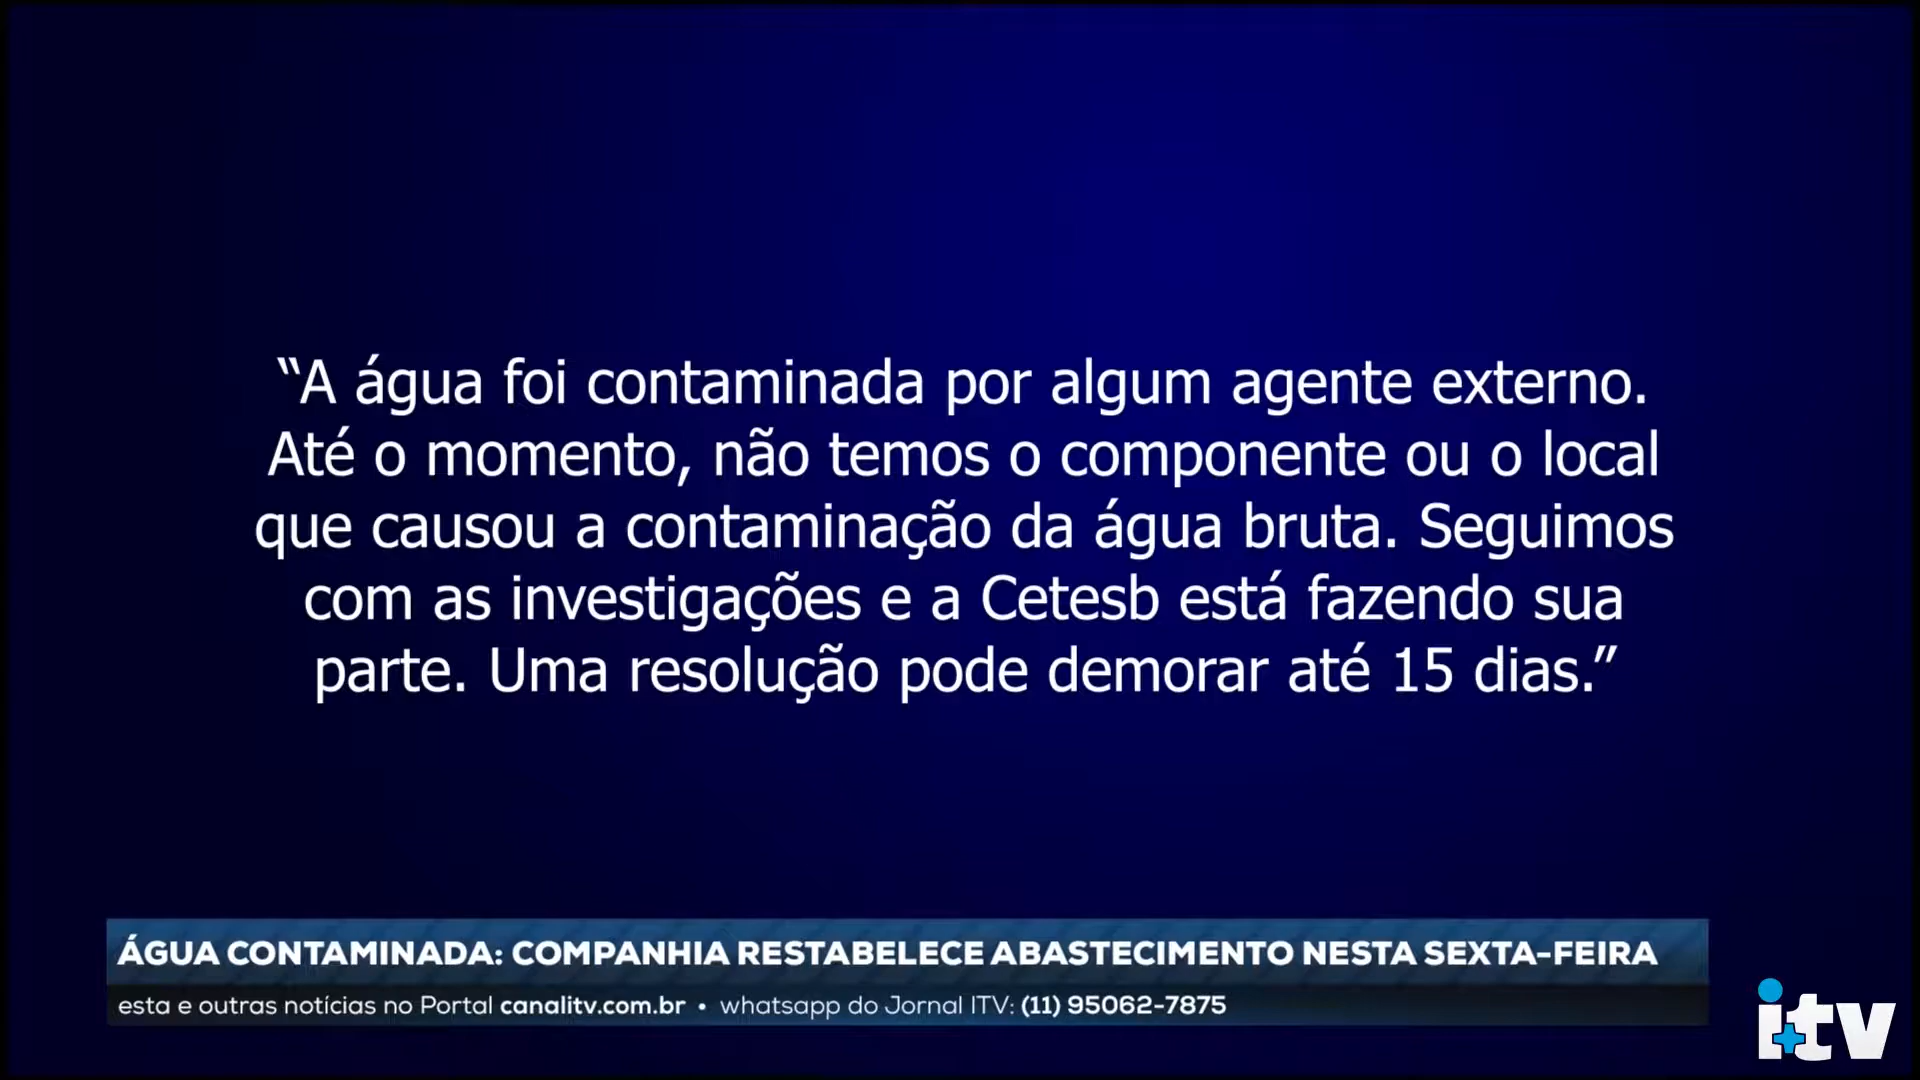 “A água foi contaminada por algum agente externo.
Até o momento, não temos o componente ou o local
que causou a contaminação da água bruta. Seguimos
com as investigações e a Cetesb está fazendo sua
parte. Uma resolução pode demorar até 15 dias.”
ÁGUA CONTAMINADA: COMPANHIA RESTABELECE ABASTECIMENTO NESTA SEXTA-FEIRA
esta e outras notícias no Portal canalitv.com.br • whatsapp do Jornal ITV: (11) 95062-7875
itv